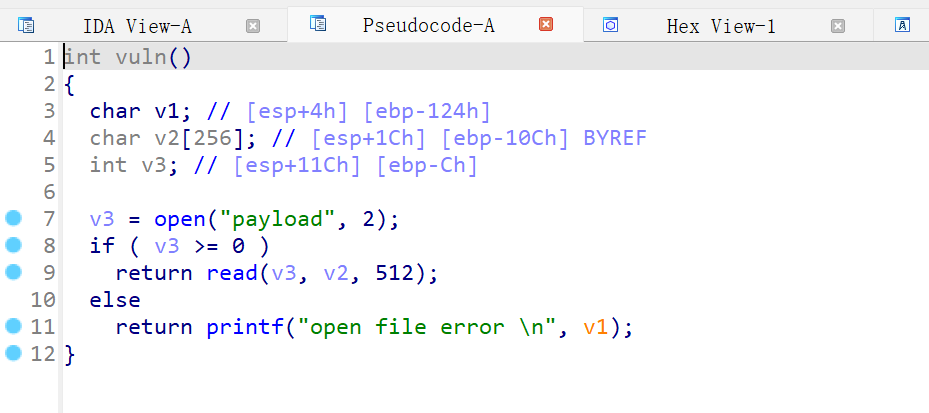 IDA View-A Pseudocode-A Hex View-1 A
1 int vuln()
2 {
3 char v1; // [esp+4h] [ebp-124h]
4 char v2[256]; // [esp+1Ch] [ebp-10Ch] BYREF
5 int v3; // [esp+11Ch] [ebp-Ch]
6
7 v3 = open("payload", 2);
8 if ( v3 >= 0 )
9 return read(v3, v2, 512);
10 else
11 return printf("open file error \n", v1);
12 }